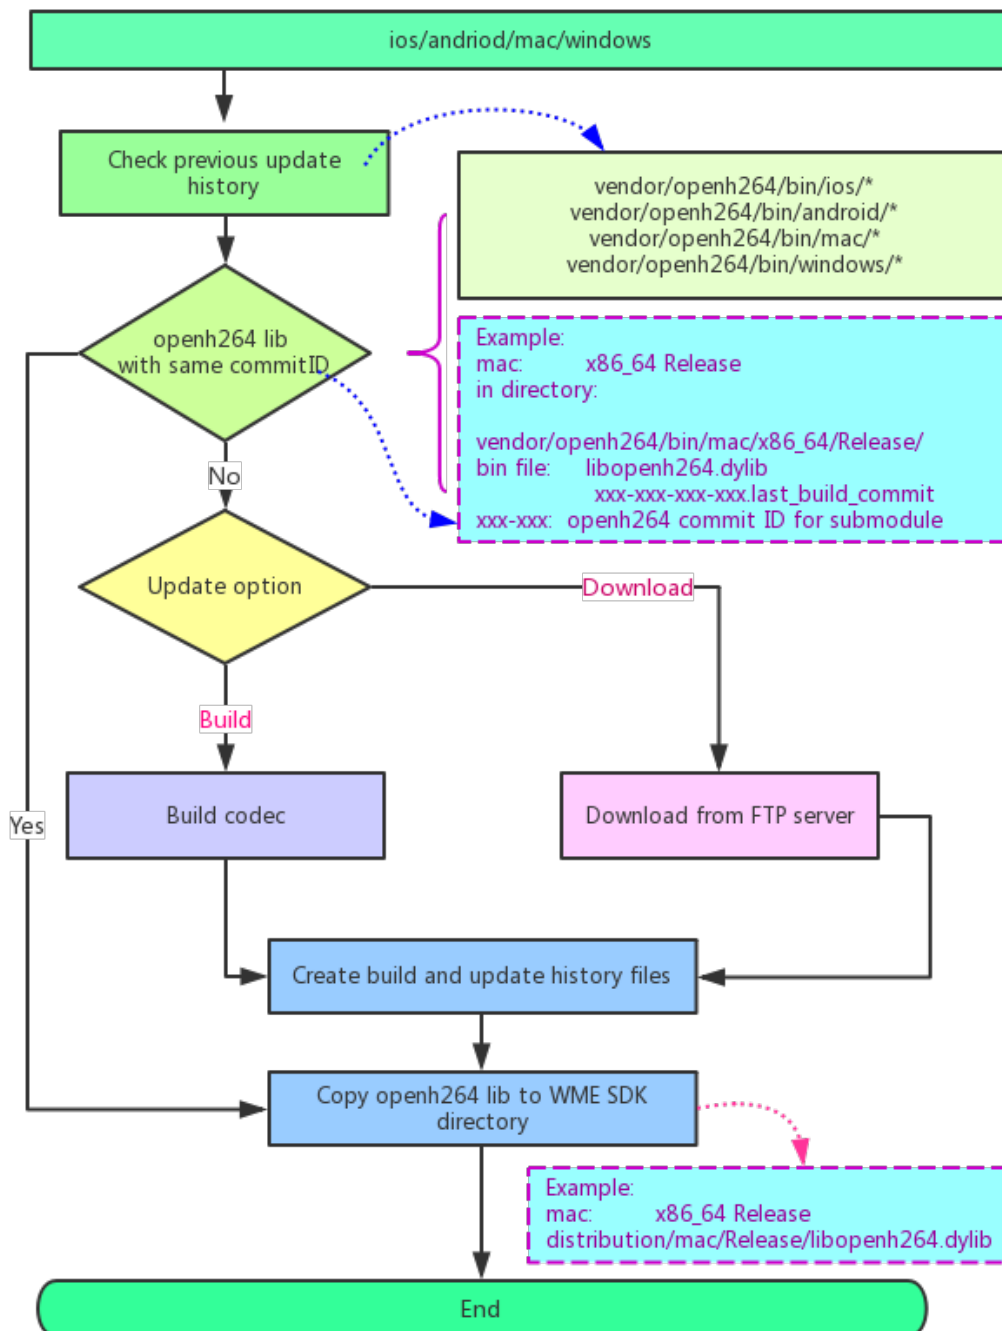 ios/andriod/mac/windows
Check previous update
history
vendor/openh264/bin/ios/*
vendor/openh264/bin/android/*
vendor/openh264/bin/mac/*
vendor/openh264/bin/windows/*
openh264 lib
with same commitID
Example:
mac: x86_64 Release
in directory:
vendor/openh264/bin/mac/x86_64/Release/
bin file: libopenh264.dylib
xxx-xxx-xxx-xxx.last_build_commit
xxx-xxx: openh264 commit ID for submodule
No
Update option
Download
Build
Yes
Build codec
Download from FTP server
Create build and update history files
Copy openh264 lib to WME SDK
directory
Example:
mac: x86_64 Release
distribution/mac/Release/libopenh264.dylib
End